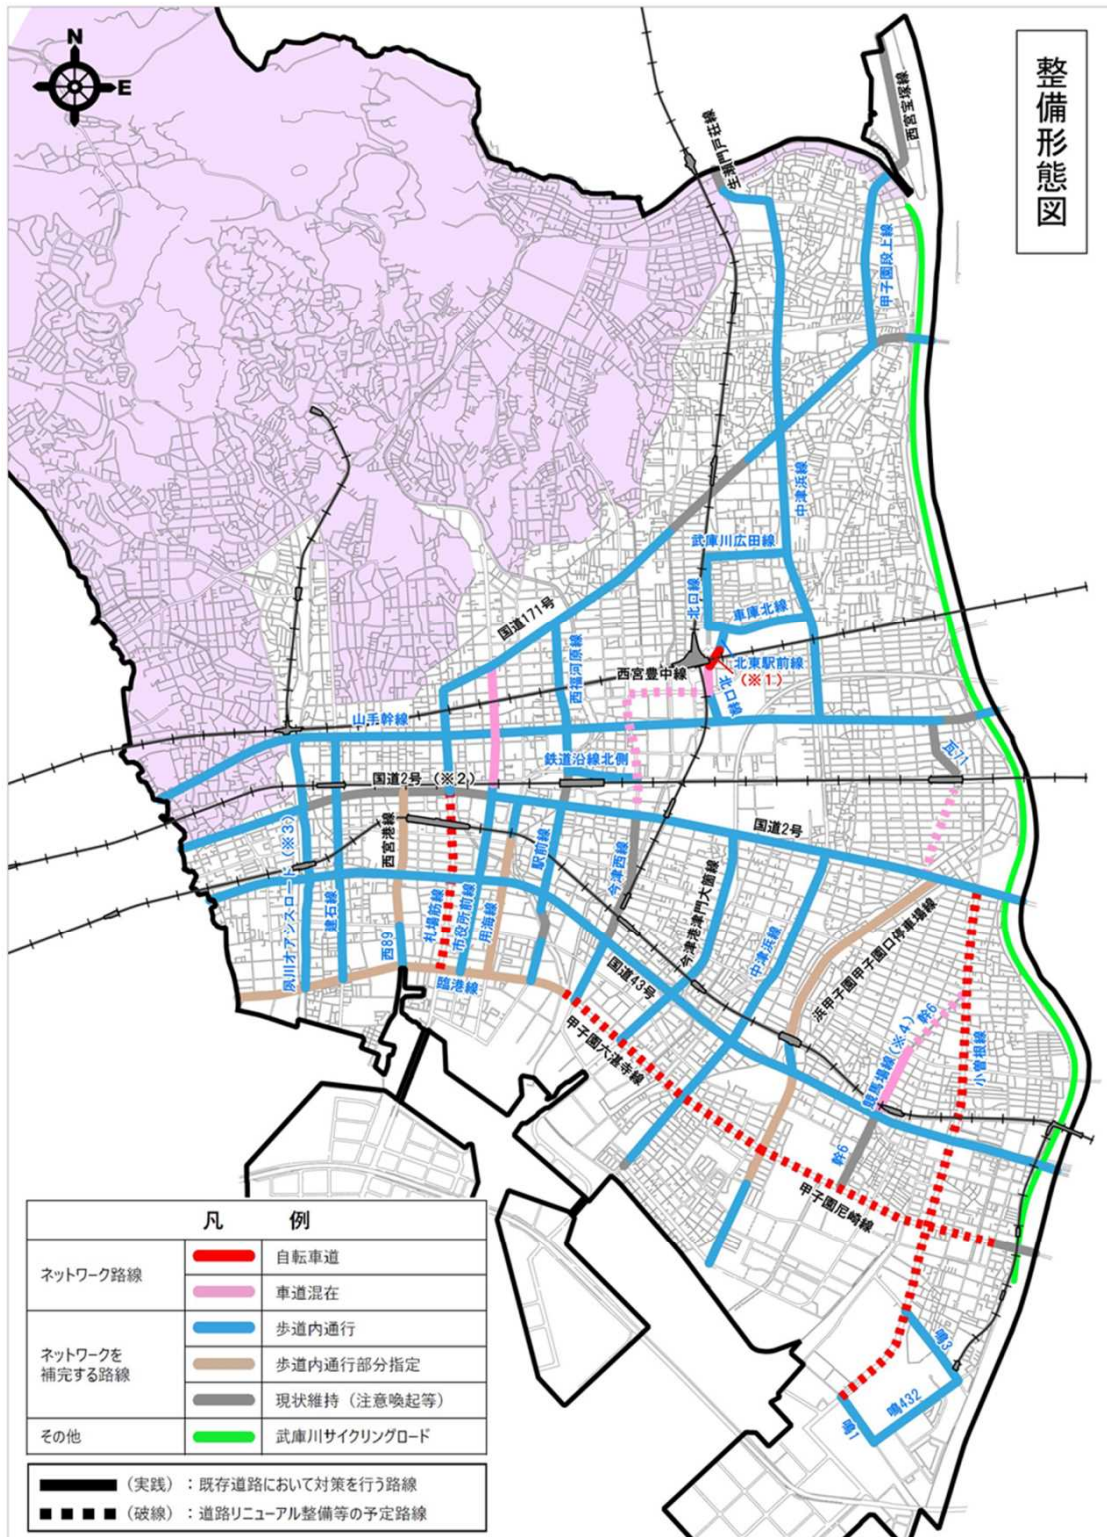 整備形態図
N
E
西宮宝塚線
生瀬門戸荘線
甲子園段上線
中津浜線
武庫川広田線
北口線
車庫北線
国道171号
西福河原線
北東駅前線
(※1)
西宮豊中線
北口線
山手幹線
鉄道沿線北側
瓦71
国道2号 (※2)
国道2号
夙川オアシスロード(※3)
建石線
西宮港線
西89
札場筋線
市役所前線
用海線
駅前線
今津西線
今津港津門大箇線
中津浜線
浜甲子園甲子園口停車場線
臨港線
国道43号
甲子園六湛寺線
競馬場線(※4)
幹6
小曽根線
幹6
甲子園尼崎線
鳴3
鳴432
鳴1
凡 例
ネットワーク路線
自転車道
車道混在
ネットワークを
補完する路線
歩道内通行
歩道内通行部分指定
現状維持(注意喚起等)
その他
武庫川サイクリングロード
(実践):既存道路において対策を行う路線
(破線):道路リニューアル整備等の予定路線